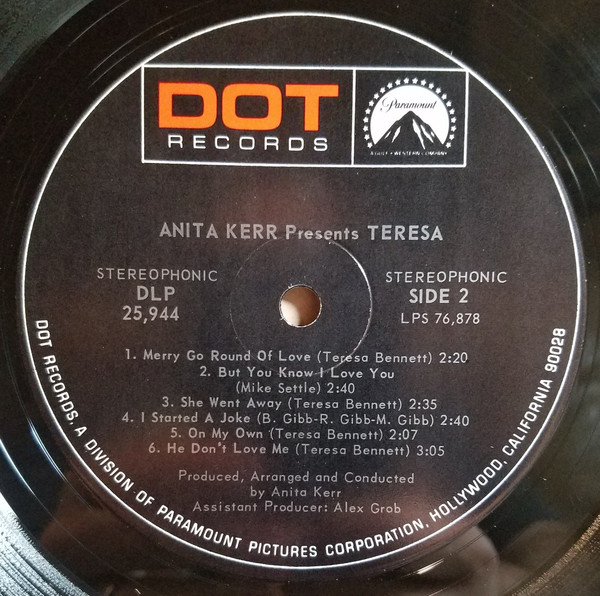 DOT
RECORDS
Paramount
A GULF + WESTERN COMPANY
ANITA KERR Presents TERESA
STEREOPHONIC
DLP
25,944
STEREOPHONIC
SIDE 2
LPS 76,878
1. Merry Go Round Of Love (Teresa Bennett) 2:20
2. But You Know I Love You
(Mike Settle) 2:40
3. She Went Away (Teresa Bennett) 2:35
4. I Started A Joke (B. Gibb-R. Gibb-M. Gibb) 2:40
5. On My Own (Teresa Bennett) 2:07
6. He Don't Love Me (Teresa Bennett) 3:05
Produced, Arranged and Conducted
by Anita Kerr
Assistant Producer: Alex Grob
DOT RECORDS, A DIVISION OF PARAMOUNT PICTURES CORPORATION, HOLLYWOOD, CALIFORNIA 90028